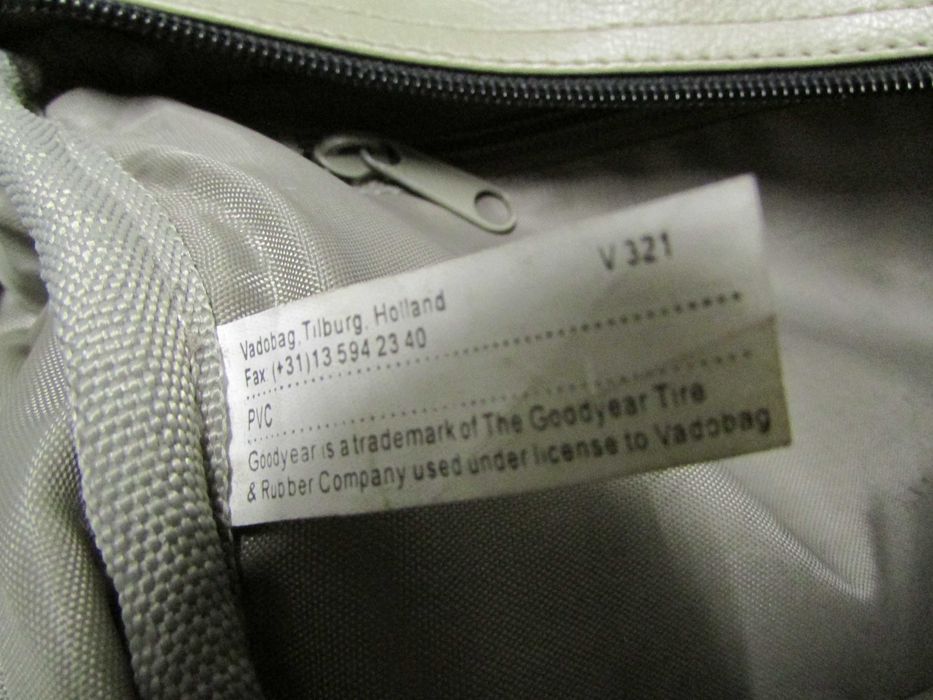 V 321
Vadobag, Tilburg, Holland
Fax (+31)13 594 23 40
PVC
Goodyear is a trademark of The Goodyear Tire
& Rubber Company used under license to Vadobag